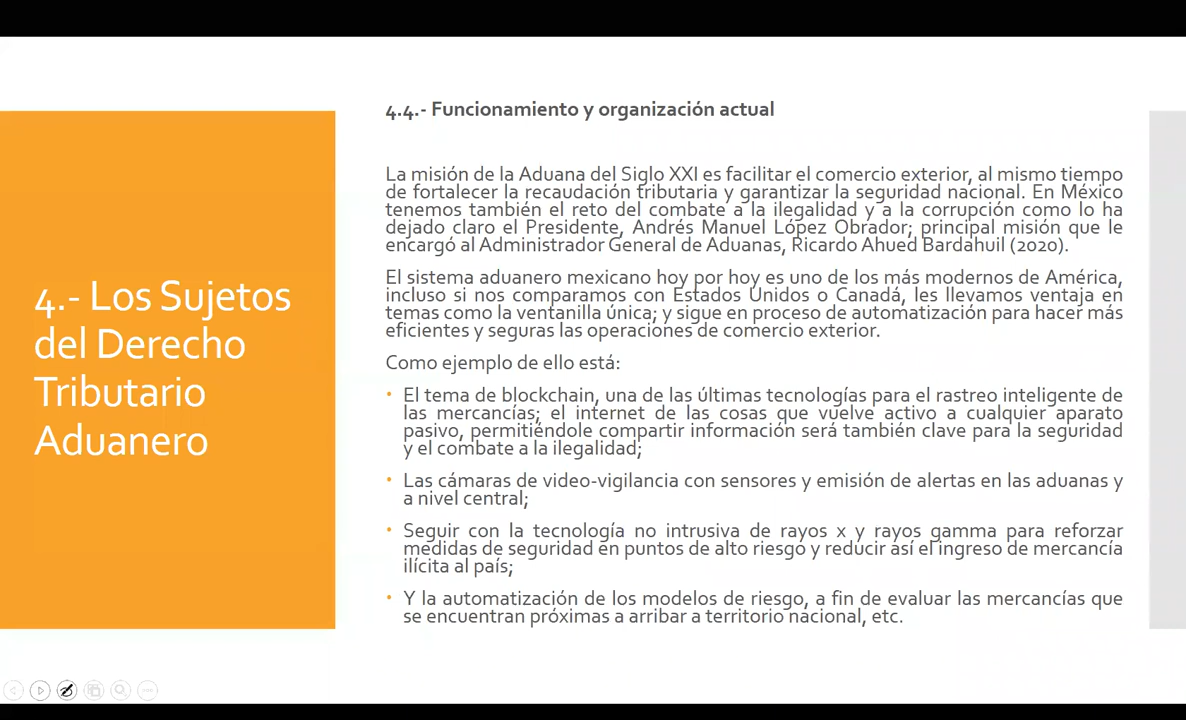 4.- Los Sujetos
del Derecho
Tributario
Aduanero
4.4.- Funcionamiento y organización actual
La misión de la Aduana del Siglo XXI es facilitar el comercio exterior, al mismo tiempo
de fortalecer la recaudación tributaria y garantizar la seguridad nacional. En México
tenemos también el reto del combate a la ilegalidad y a la corrupción como lo ha
dejado claro el Presidente, Andrés Manuel López Obrador; principal misión que le
encargó al Administrador General de Aduanas, Ricardo Ahued Bardahuil (2020).
El sistema aduanero mexicano hoy por hoy es uno de los más modernos de América,
incluso si nos comparamos con Estados Unidos o Canadá, les llevamos ventaja en
temas como la ventanilla única; y sigue en proceso de automatización para hacer más
eficientes y seguras las operaciones de comercio exterior.
Como ejemplo de ello está:
• El tema de blockchain, una de las últimas tecnologías para el rastreo inteligente de
las mercancías; el internet de las cosas que vuelve activo a cualquier aparato
pasivo, permitiéndole compartir información será también clave para la seguridad
y el combate a la ilegalidad;
• Las cámaras de video-vigilancia con sensores y emisión de alertas en las aduanas y
a nivel central;
• Seguir con la tecnología no intrusiva de rayos x y rayos gamma para reforzar
medidas de seguridad en puntos de alto riesgo y reducir así el ingreso de mercancía
ilícita al país;
• Y la automatización de los modelos de riesgo, a fin de evaluar las mercancías que
se encuentran próximas a arribar a territorio nacional, etc.